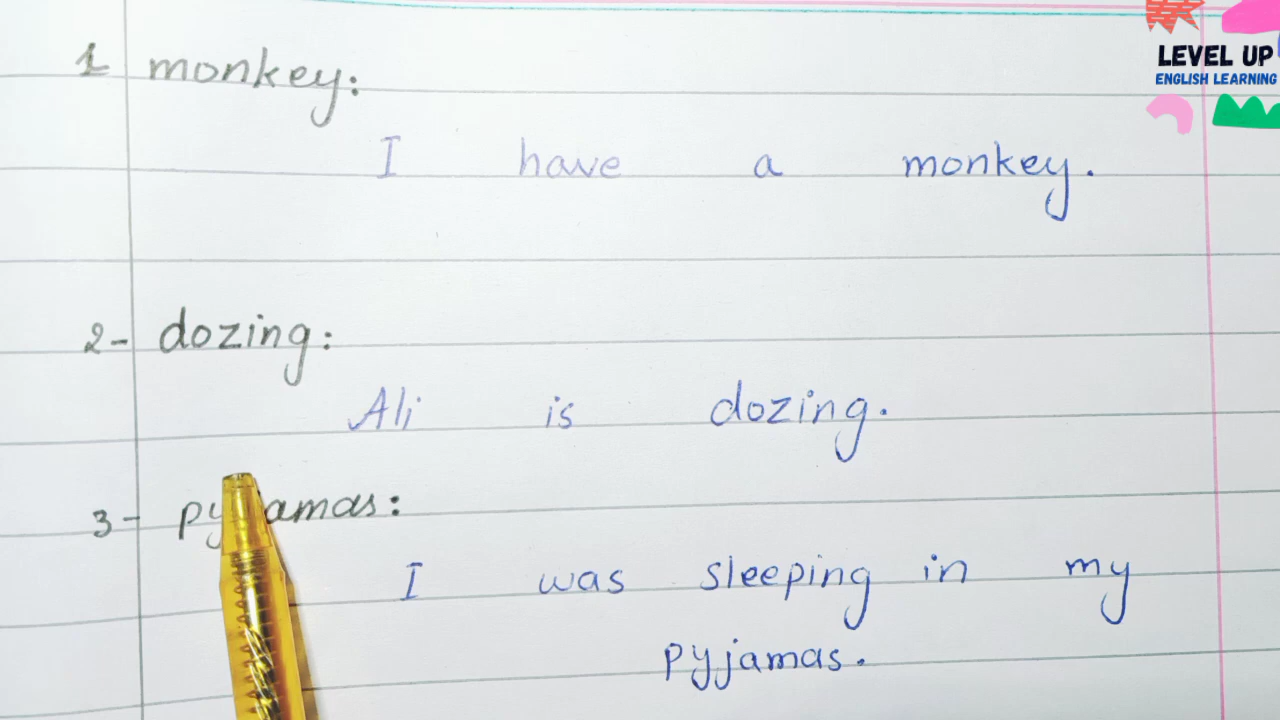 LEVEL UP
ENGLISH LEARNING
1 monkey:
I have a monkey.
2- dozing:
Ali is dozing.
3- pyjamas:
I was sleeping in my
pyjamas.